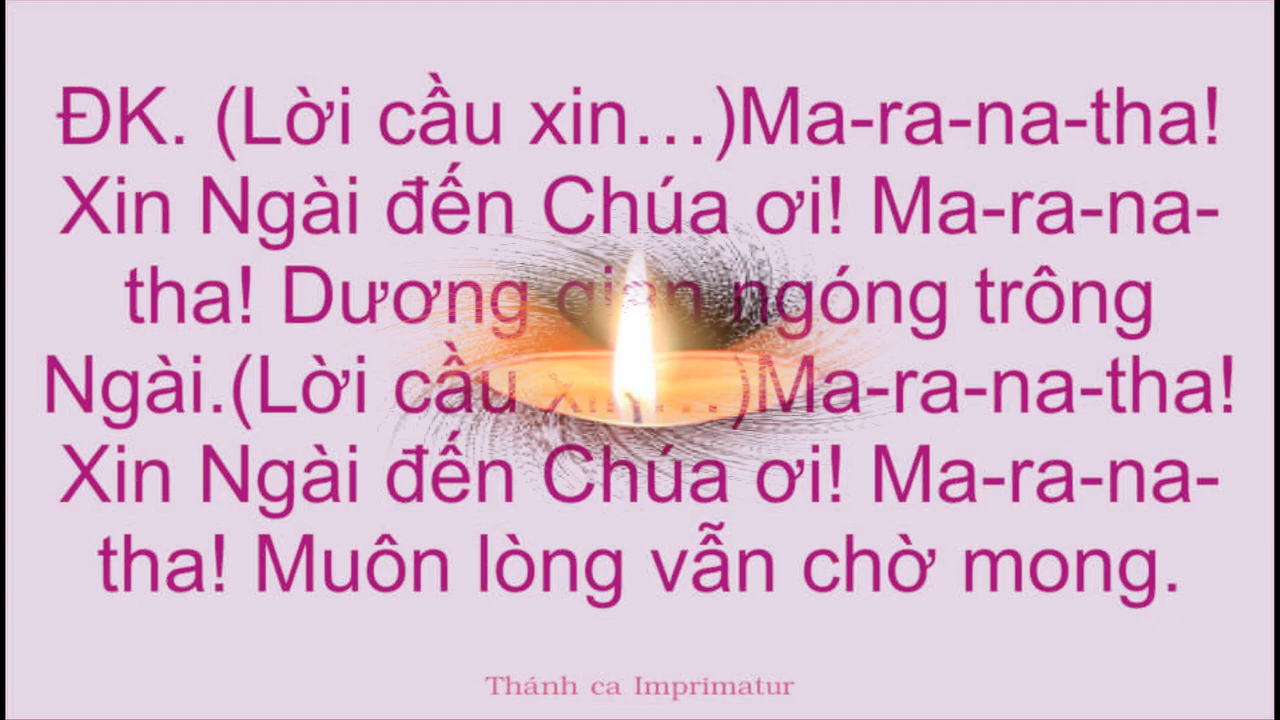 ĐK. (Lời cầu xin…)Ma-ra-na-tha!
Xin Ngài đến Chúa ơi! Ma-ra-na-
tha! Dương gian ngóng trông
Ngài.(Lời cầu xin…)Ma-ra-na-tha!
Xin Ngài đến Chúa ơi! Ma-ra-na-
tha! Muôn lòng vẫn chờ mong.
Thánh ca Imprimatur